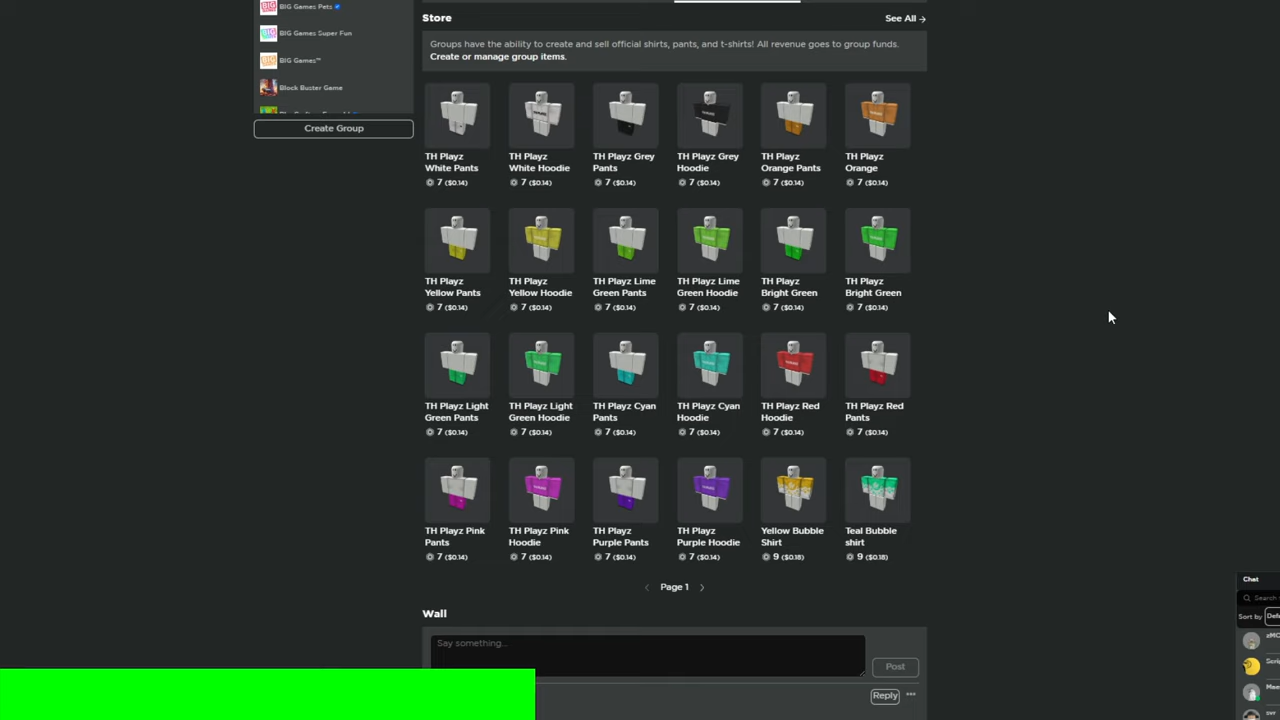 BIG Games Pets
BIG Games Super Fun
BIG Games™
Block Buster Game
Create Group
Store
See All →
Groups have the ability to create and sell official shirts, pants, and t-shirts! All revenue goes to group funds.
Create or manage group items.
TH Playz White Pants
7 ($0.14)
TH Playz White Hoodie
7 ($0.14)
TH Playz Grey Pants
7 ($0.14)
TH Playz Grey Hoodie
7 ($0.14)
TH Playz Orange Pants
7 ($0.14)
TH Playz Orange
7 ($0.14)
TH Playz Yellow Pants
7 ($0.14)
TH Playz Yellow Hoodie
7 ($0.14)
TH Playz Lime Green Pants
7 ($0.14)
TH Playz Lime Green Hoodie
7 ($0.14)
TH Playz Bright Green
7 ($0.14)
TH Playz Bright Green
7 ($0.14)
TH Playz Light Green Pants
7 ($0.14)
TH Playz Light Green Hoodie
7 ($0.14)
TH Playz Cyan Pants
7 ($0.14)
TH Playz Cyan Hoodie
7 ($0.14)
TH Playz Red Hoodie
7 ($0.14)
TH Playz Red Pants
7 ($0.14)
TH Playz Pink Pants
7 ($0.14)
TH Playz Pink Hoodie
7 ($0.14)
TH Playz Purple Pants
7 ($0.14)
TH Playz Purple Hoodie
7 ($0.14)
Yellow Bubble Shirt
9 ($0.18)
Teal Bubble shirt
9 ($0.18)
Page 1
Wall
Say something...
Post
Reply
Chat
Search
Sort by